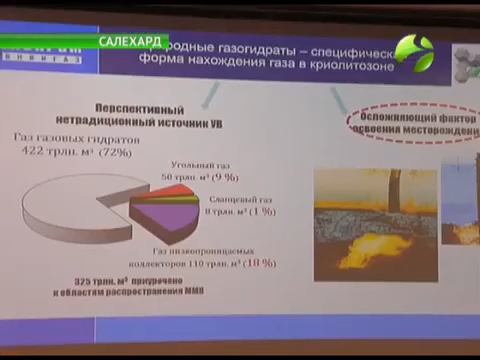 САЛЕХАРД
ВНИИГАЗ
родные газогидраты – специфическ
форма нахождения газа в криолитозоне
Перспективный
нетрадиционный источник УВ
Осложняющий фактор
освоения месторожден
Газ газовых гидратов
422 трлн. м³ (72%)
Угольный газ
50 трлн. м³ (9 %)
Сланцевый газ
8 трлн. м³ (1 %)
Газ низкопроницаемых
коллекторов 110 трлн. м³ (18 %)
325 трлн. м³ приурочено
к областям распространения ММП